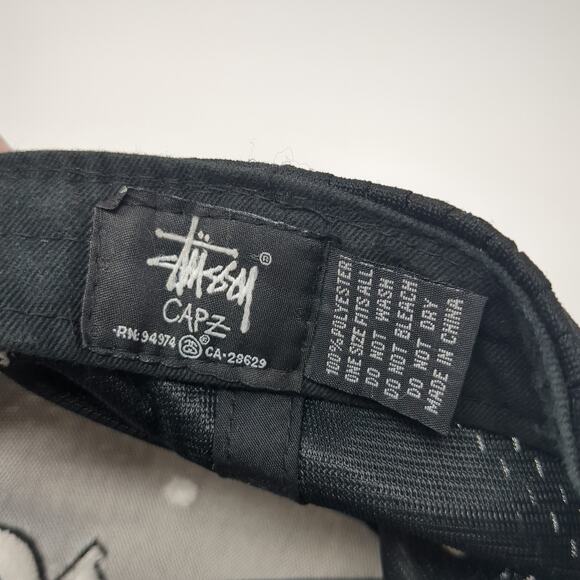 Stüssy ®
CAPZ
RN: 94974 CA-28629
100% POLYESTER
ONE SIZE FITS ALL
DO NOT WASH
DO NOT BLEACH
DO NOT DRY
MADE IN CHINA